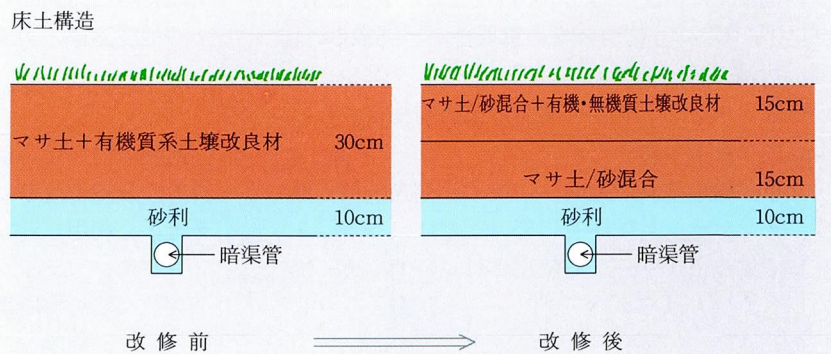 床土構造
マサ土＋有機質系土壌改良材 30cm
砂利 10cm
暗渠管
改修前
マサ土/砂混合＋有機・無機質土壌改良材 15cm
マサ土/砂混合 15cm
砂利 10cm
暗渠管
改修後